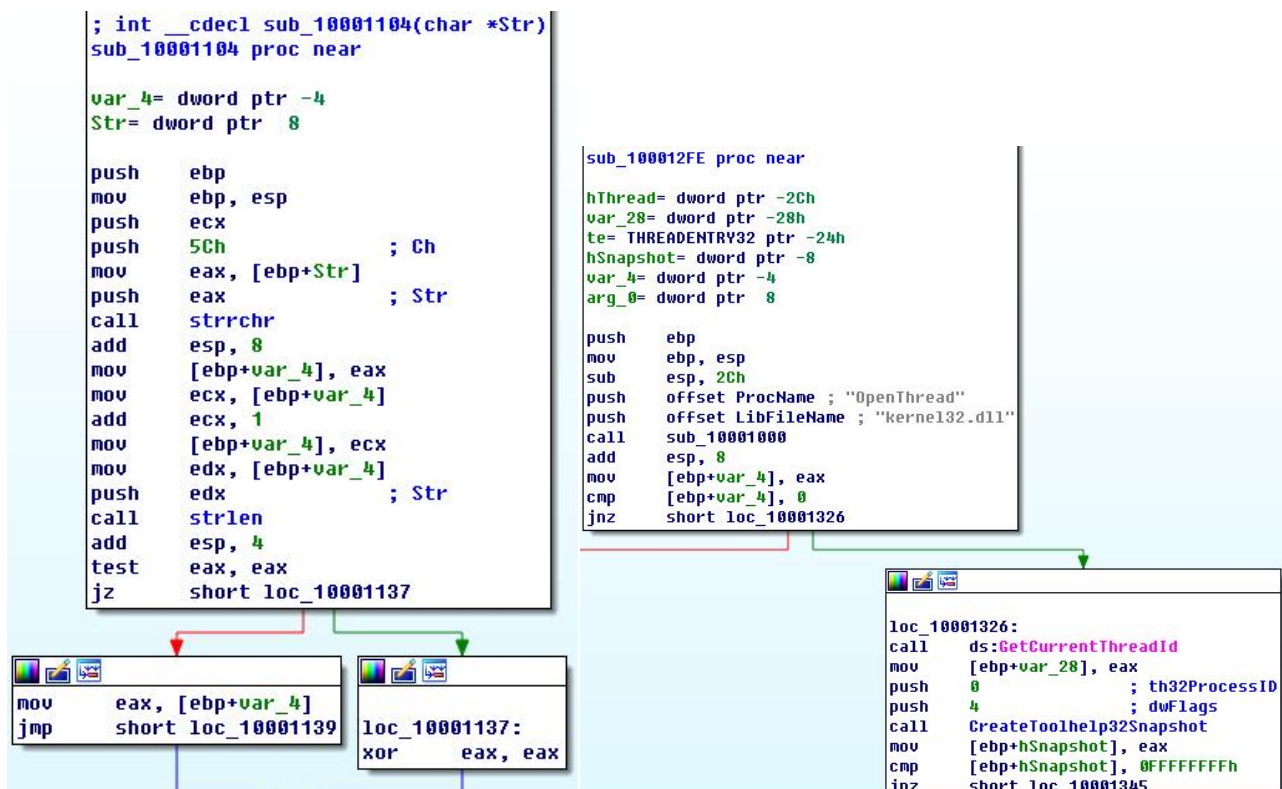 ; int __cdecl sub_10001104(char *Str)
sub_10001104 proc near
var_4= dword ptr -4
Str= dword ptr  8
push    ebp
mov     ebp, esp
push    ecx
push    5Ch             ; Ch
mov     eax, [ebp+Str]
push    eax             ; Str
call    strrchr
add     esp, 8
mov     [ebp+var_4], eax
mov     ecx, [ebp+var_4]
add     ecx, 1
mov     [ebp+var_4], ecx
mov     edx, [ebp+var_4]
push    edx             ; Str
call    strlen
add     esp, 4
test    eax, eax
jz      short loc_10001137
mov     eax, [ebp+var_4]
jmp     short loc_10001139
loc_10001137:
xor     eax, eax
sub_100012FE proc near
hThread= dword ptr -2Ch
var_28= dword ptr -28h
te= THREADENTRY32 ptr -24h
hSnapshot= dword ptr -8
var_4= dword ptr -4
arg_0= dword ptr  8
push    ebp
mov     ebp, esp
sub     esp, 2Ch
push    offset ProcName ; "OpenThread"
push    offset LibFileName ; "kernel32.dll"
call    sub_10001000
add     esp, 8
mov     [ebp+var_4], eax
cmp     [ebp+var_4], 0
jnz     short loc_10001326
loc_10001326:
call    ds:GetCurrentThreadId
mov     [ebp+var_28], eax
push    0               ; th32ProcessID
push    4               ; dwFlags
call    CreateToolhelp32Snapshot
mov     [ebp+hSnapshot], eax
cmp     [ebp+hSnapshot], 0FFFFFFFFh
jnz     short loc_10001345